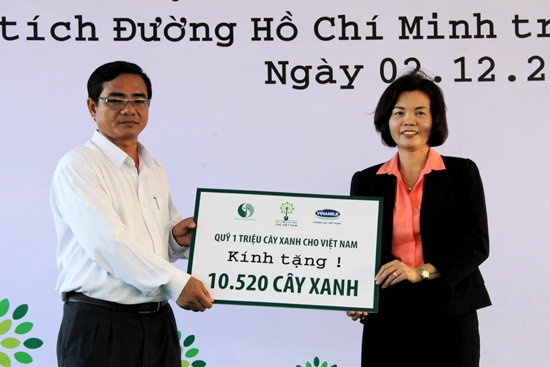 tích Đường Hồ Chí Minh tr
Ngày 02.12.2
VINAMILK
QUỸ 1 TRIỆU CÂY XANH CHO VIỆT NAM
Kính tặng !
10.520 CÂY XANH